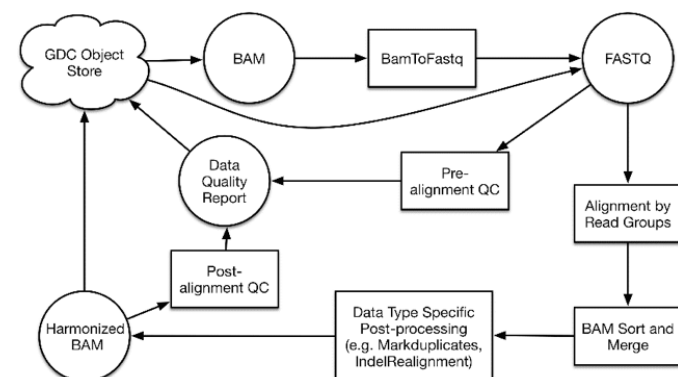 GDC Object
Store
BAM
BamToFastq
FASTQ
Data
Quality
Report
Pre-
alignment QC
Alignment by
Read Groups
Post-
alignment QC
Harmonized
BAM
Data Type Specific
Post-processing
(e.g. Markduplicates,
IndelRealignment)
BAM Sort and
Merge